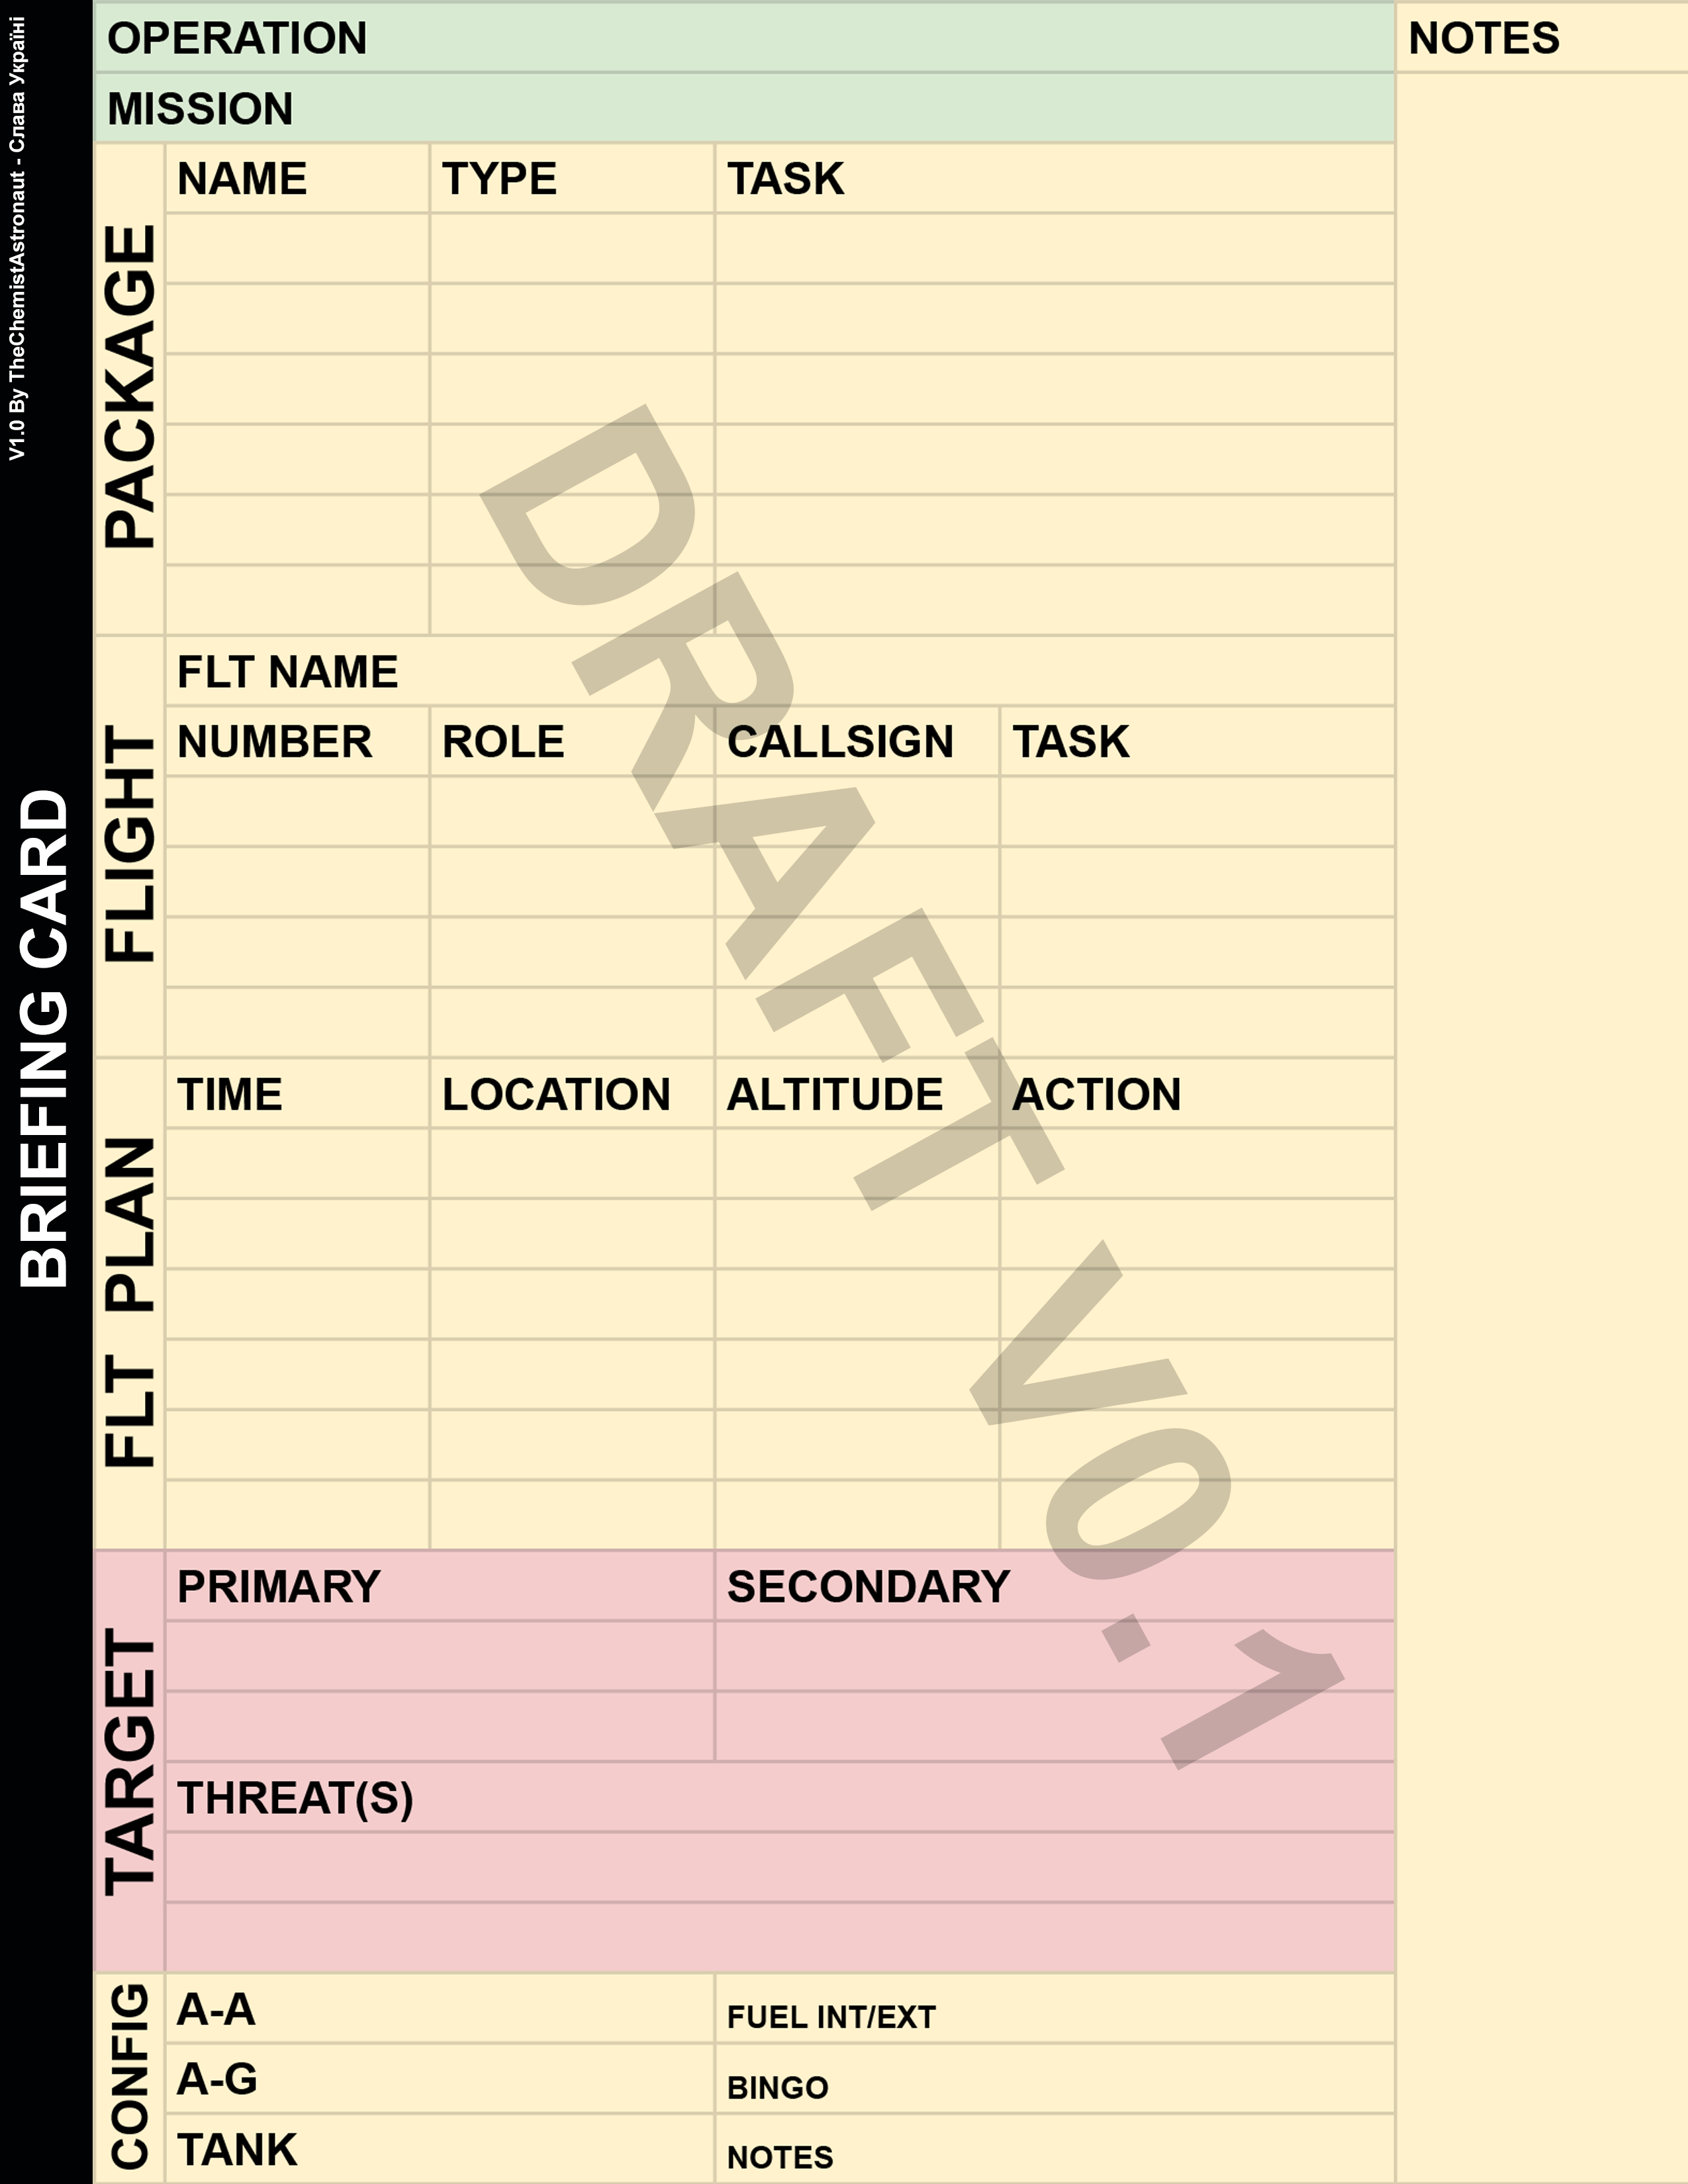 V1.0 By TheChemistAstronaut - Слава Україні
BRIEFING CARD
OPERATION
NOTES
MISSION
PACKAGE
NAME TYPE TASK
FLIGHT
FLT NAME
NUMBER ROLE CALLSIGN TASK
FLT PLAN
TIME LOCATION ALTITUDE ACTION
TARGET
PRIMARY SECONDARY
THREAT(S)
CONFIG
A-A FUEL INT/EXT
A-G BINGO
TANK NOTES
DRAFT V0.1